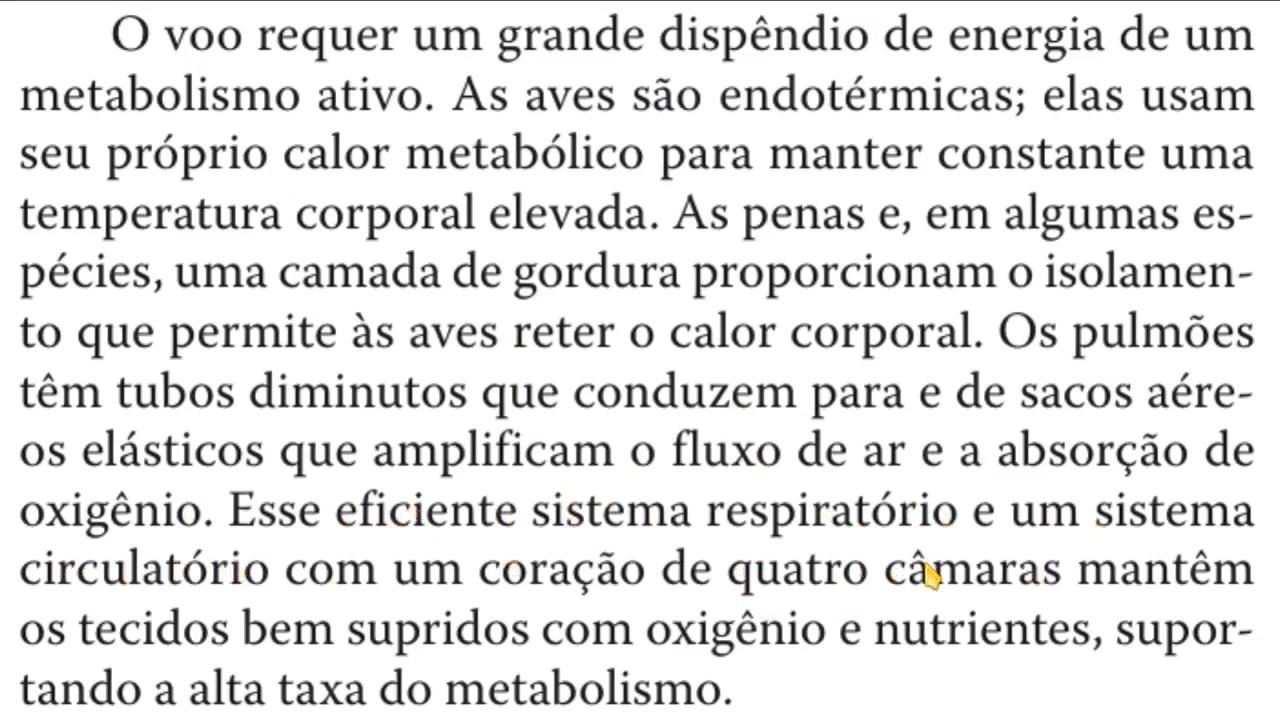 O voo requer um grande dispêndio de energia de um
metabolismo ativo. As aves são endotérmicas; elas usam
seu próprio calor metabólico para manter constante uma
temperatura corporal elevada. As penas e, em algumas es-
pécies, uma camada de gordura proporcionam o isolamen-
to que permite às aves reter o calor corporal. Os pulmões
têm tubos diminutos que conduzem para e de sacos aére-
os elásticos que amplificam o fluxo de ar e a absorção de
oxigênio. Esse eficiente sistema respiratório e um sistema
circulatório com um coração de quatro câmaras mantêm
os tecidos bem supridos com oxigênio e nutrientes, supor-
tando a alta taxa do metabolismo.